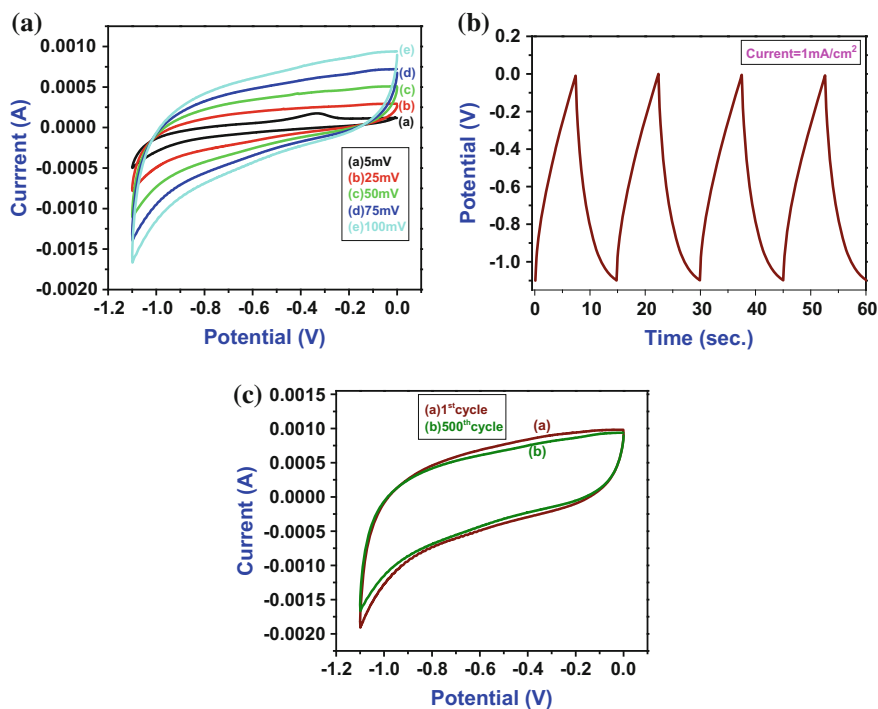 (a)
0.0010
0.0005
0.0000
-0.0005
-0.0010
-0.0015
-0.0020
Currrent (A)
(e)
(d)
(c)
(b)
(a)
(a)5mV
(b)25mV
(c)50mV
(d)75mV
(e)100mV
-1.2 -1.0 -0.8 -0.6 -0.4 -0.2 0.0
Potential (V)
(b)
0.2
0.0
-0.2
-0.4
-0.6
-0.8
-1.0
Potential (V)
Current=1mA/cm²
0 10 20 30 40 50 60
Time (sec.)
(c)
0.0015
0.0010
0.0005
0.0000
-0.0005
-0.0010
-0.0015
-0.0020
Current (A)
(a)1ˢᵗcycle
(b)500ᵗʰcycle
(a)
(b)
-1.2 -1.0 -0.8 -0.6 -0.4 -0.2 0.0
Potential (V)